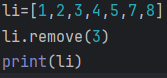 li=[1,2,3,4,5,7,8]
li.remove(3)
print(li)